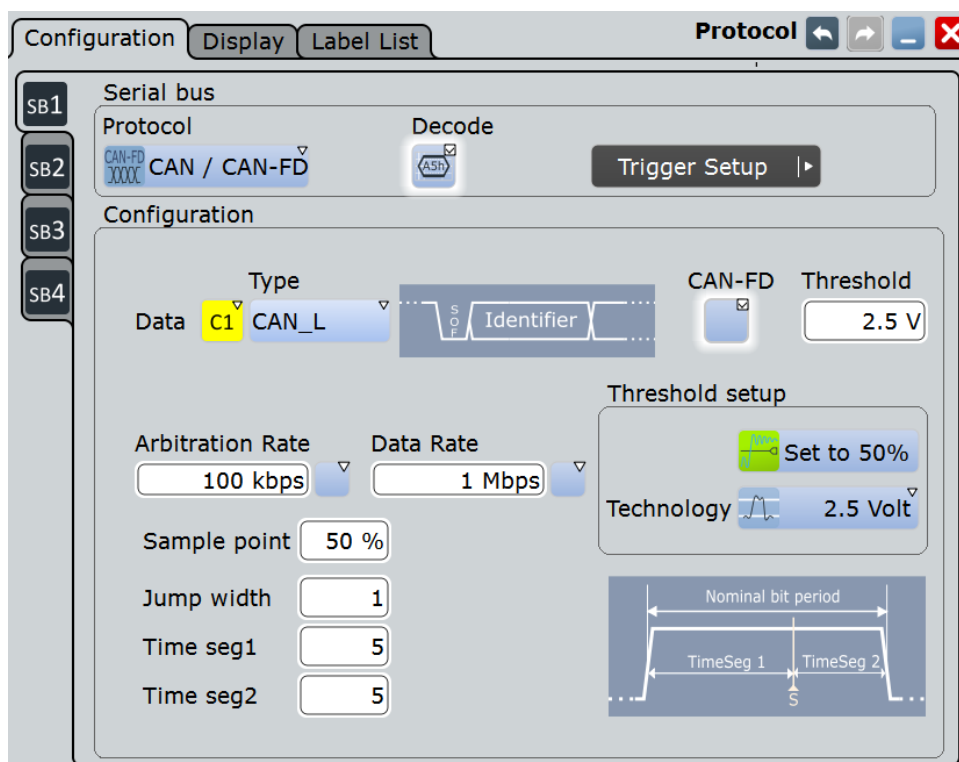 Configuration Display Label List Protocol
SB1
SB2
SB3
SB4
Serial bus
Protocol Decode
CAN-FD CAN / CAN-FD A5h Trigger Setup
Configuration
Type CAN-FD Threshold
Data C1 CAN_L SOF Identifier 2.5 V
Threshold setup
Set to 50%
Technology 2.5 Volt
Arbitration Rate Data Rate
100 kbps 1 Mbps
Sample point 50 %
Jump width 1
Time seg1 5
Time seg2 5
Nominal bit period
TimeSeg 1 TimeSeg 2
S